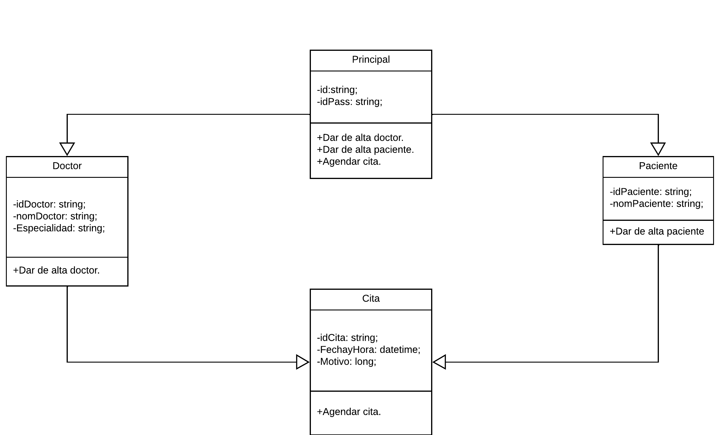 Principal
-id:string;
-idPass: string;
+Dar de alta doctor.
+Dar de alta paciente.
+Agendar cita.
Doctor
-idDoctor: string;
-nomDoctor: string;
-Especialidad: string;
+Dar de alta doctor.
Paciente
-idPaciente: string;
-nomPaciente: string;
+Dar de alta paciente
Cita
-idCita: string;
-FechayHora: datetime;
-Motivo: long;
+Agendar cita.